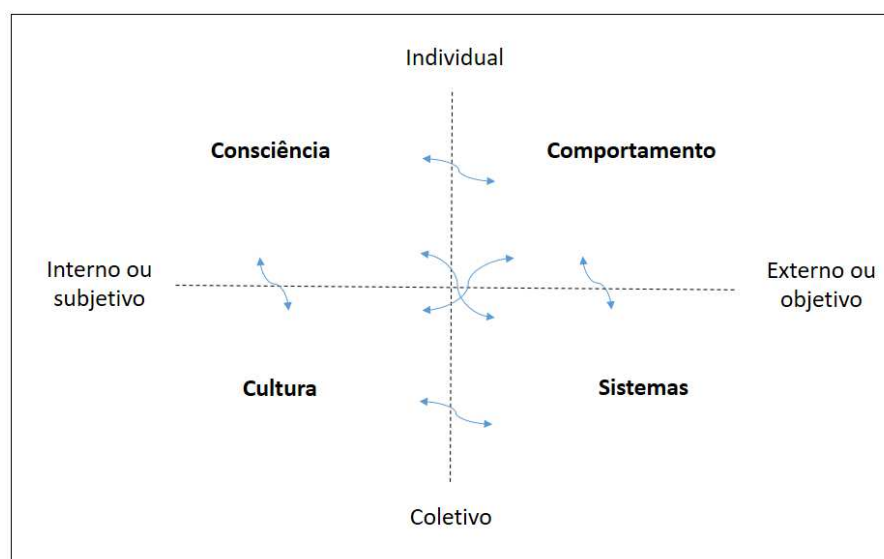 Individual
Consciência
Comportamento
Interno ou
subjetivo
Externo ou
objetivo
Cultura
Sistemas
Coletivo